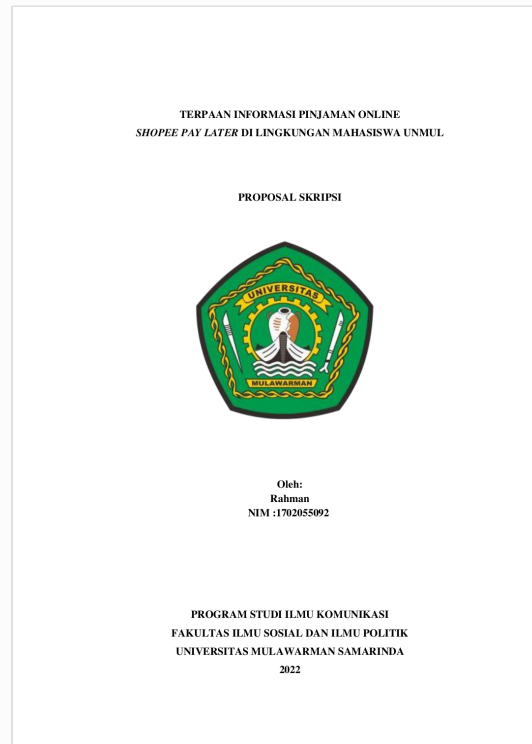 TERPAAN INFORMASI PINJAMAN ONLINE
SHOPEE PAY LATER DI LINGKUNGAN MAHASISWA UNMUL
PROPOSAL SKRIPSI
UNIVERSITAS
MULAWARMAN
Oleh:
Rahman
NIM :1702055092
PROGRAM STUDI ILMU KOMUNIKASI
FAKULTAS ILMU SOSIAL DAN ILMU POLITIK
UNIVERSITAS MULAWARMAN SAMARINDA
2022